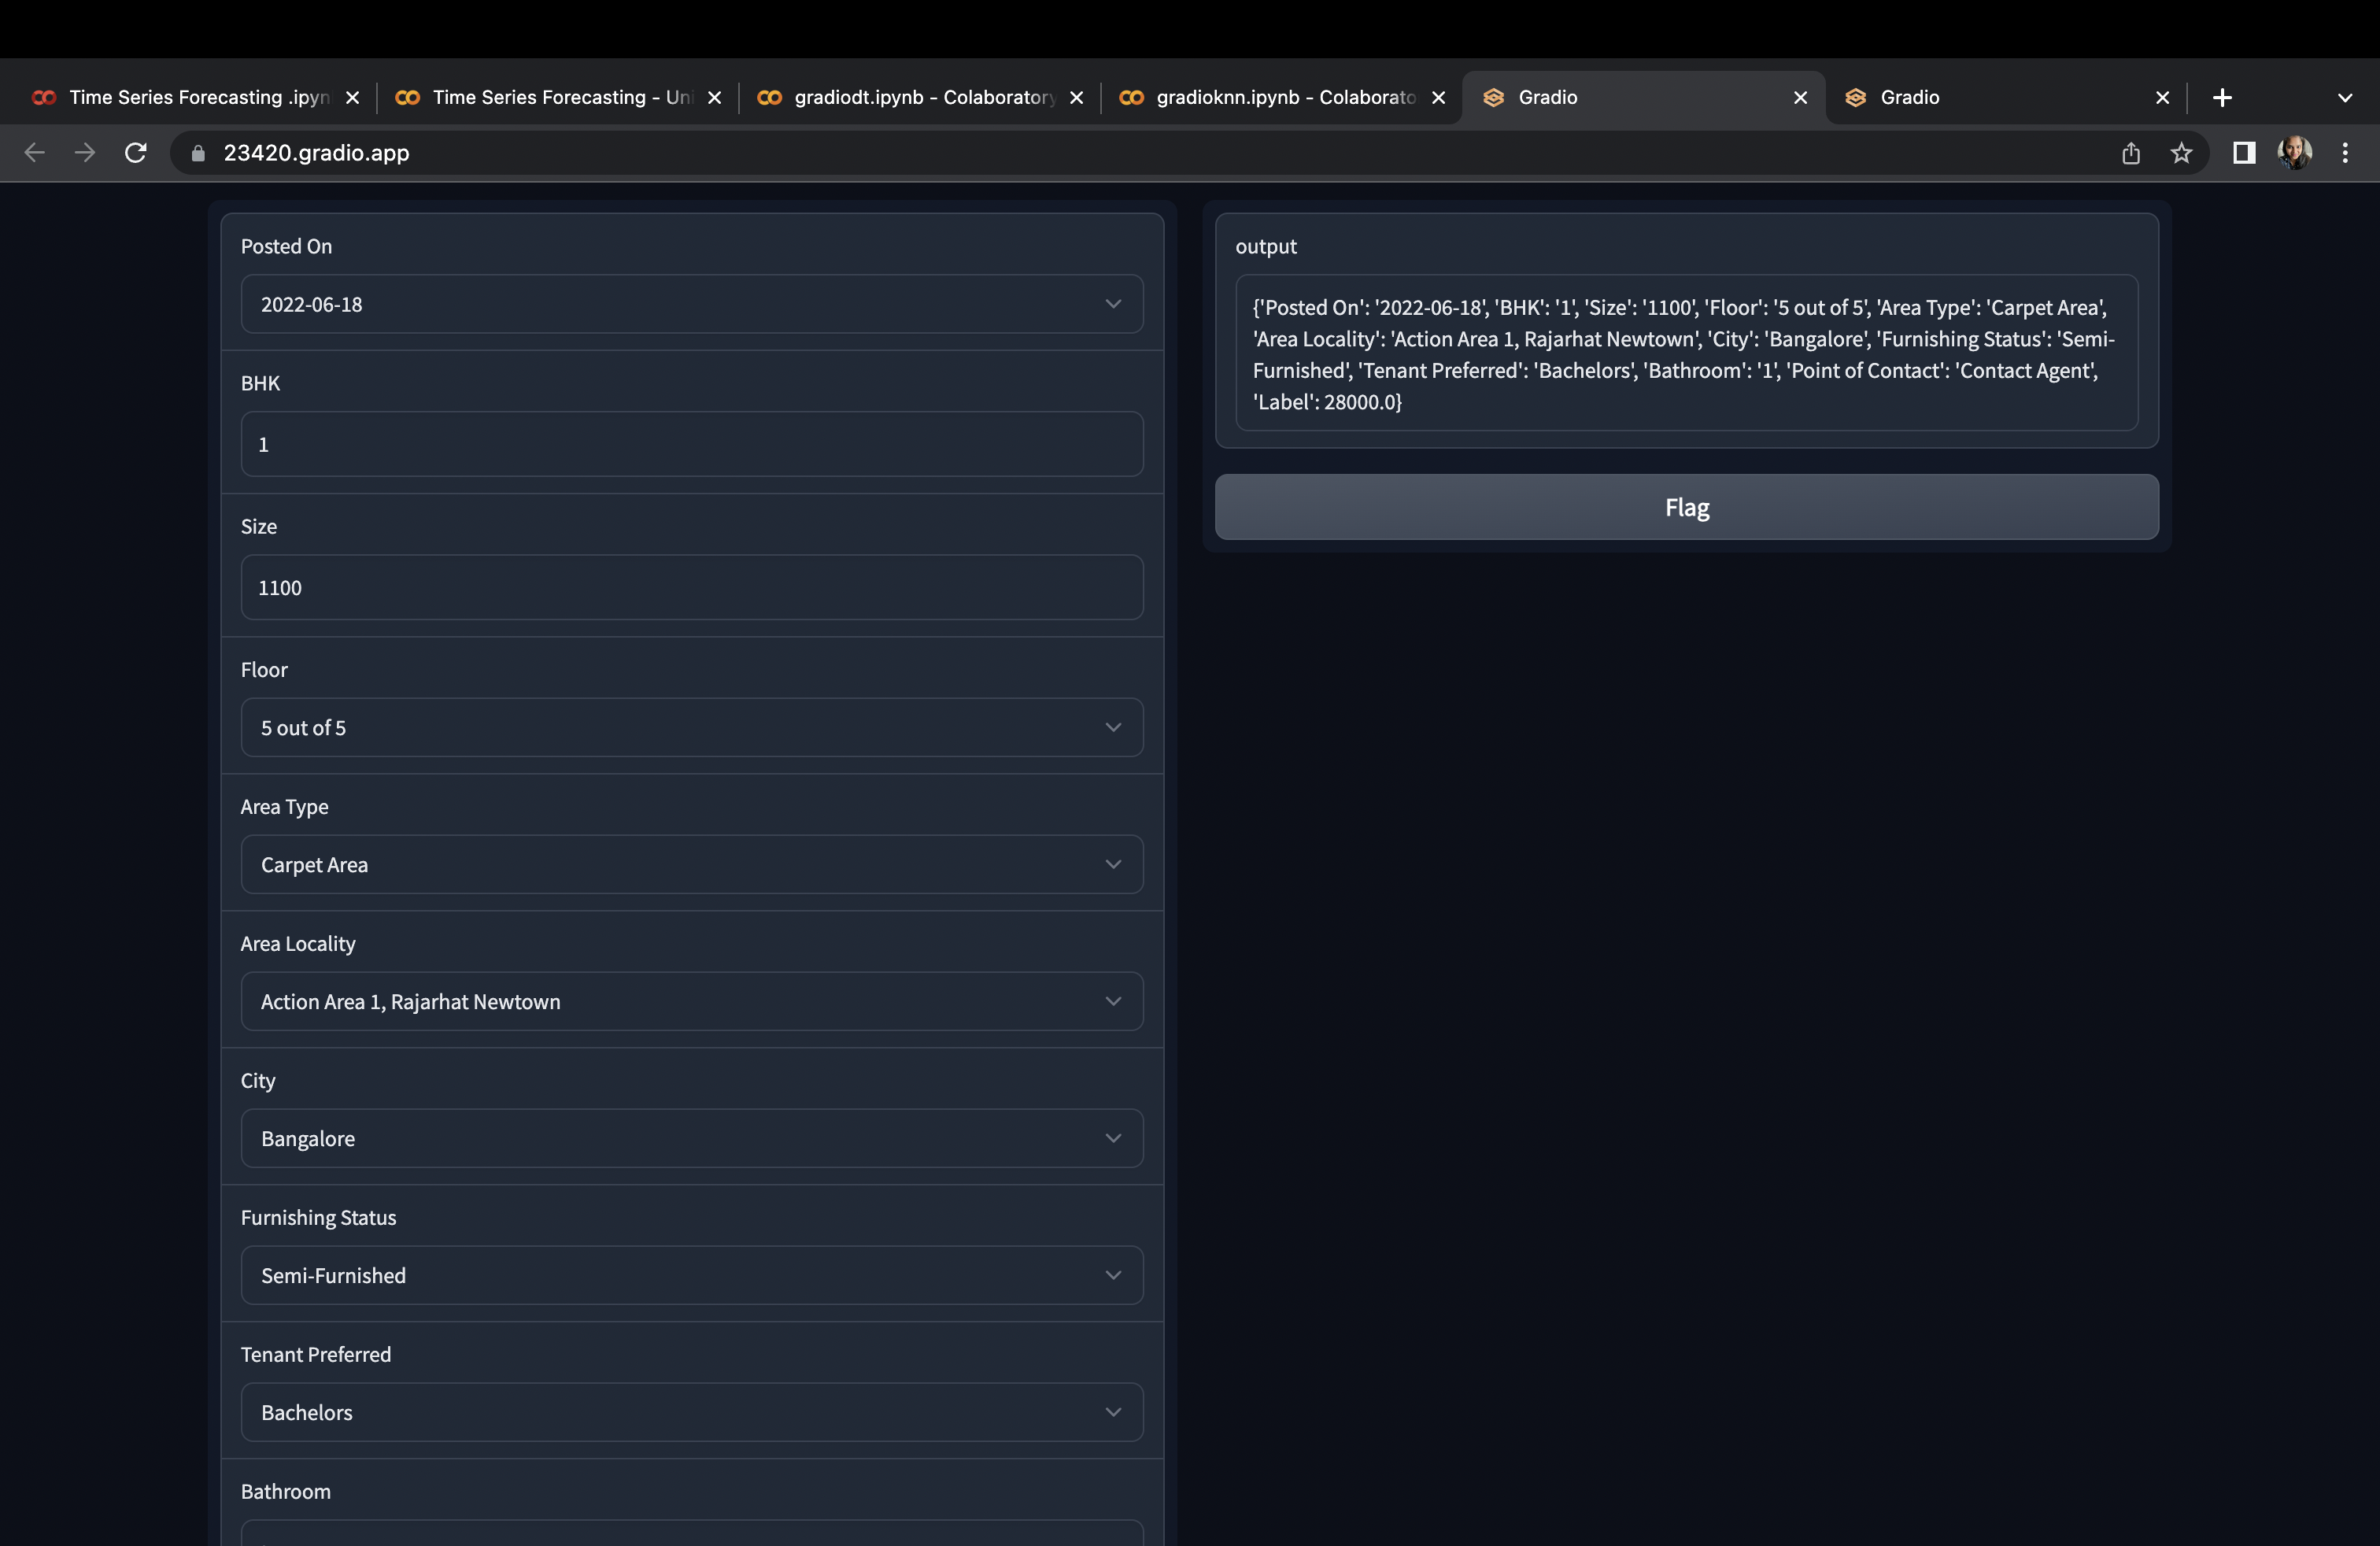 Time Series Forecasting .ipyn
Time Series Forecasting - Uni
gradiodt.ipynb - Colaboratory
gradioknn.ipynb - Colaborato
Gradio
Gradio
23420.gradio.app
Posted On
2022-06-18
BHK
1
Size
1100
Floor
5 out of 5
Area Type
Carpet Area
Area Locality
Action Area 1, Rajarhat Newtown
City
Bangalore
Furnishing Status
Semi-Furnished
Tenant Preferred
Bachelors
Bathroom
output
{'Posted On': '2022-06-18', 'BHK': '1', 'Size': '1100', 'Floor': '5 out of 5', 'Area Type': 'Carpet Area',
'Area Locality': 'Action Area 1, Rajarhat Newtown', 'City': 'Bangalore', 'Furnishing Status': 'Semi-
Furnished', 'Tenant Preferred': 'Bachelors', 'Bathroom': '1', 'Point of Contact': 'Contact Agent',
'Label': 28000.0}
Flag